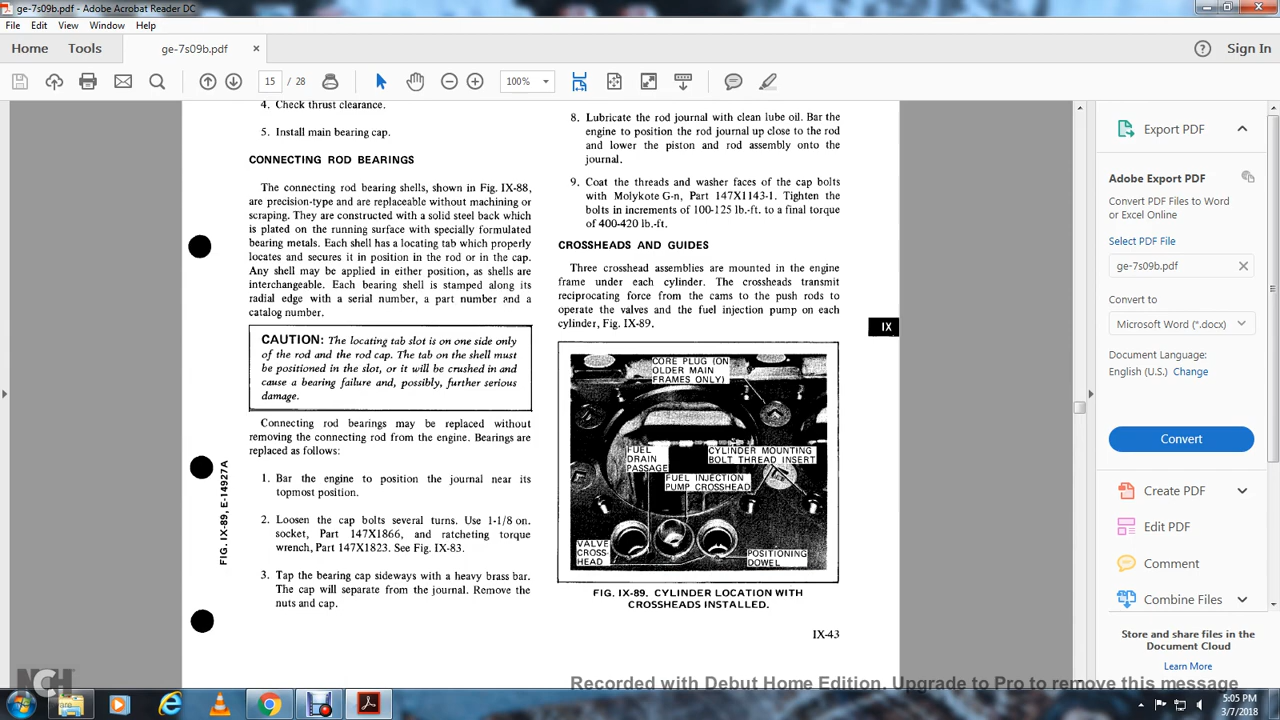 ge-7s09b.pdf - Adobe Acrobat Reader DC
File Edit View Window Help
Home Tools ge-7s09b.pdf × Sign In
15 / 28 100%
4. Check thrust clearance.
5. Install main bearing cap.
CONNECTING ROD BEARINGS
The connecting rod bearing shells, shown in Fig. IX-88,
are precision-type and are replaceable without machining or
scraping. They are constructed with a solid steel back which
is plated on the running surface with specially formulated
bearing metals. Each shell has a locating tab which properly
locates and secures it in position in the rod or in the cap.
Any shell may be applied in either position, as shells are
interchangeable. Each bearing shell is stamped along its
radial edge with a serial number, a part number and a
catalog number.
CAUTION: The locating tab slot is on one side only
of the rod and the rod cap. The tab on the shell must
be positioned in the slot, or it will be crushed in and
cause a bearing failure and, possibly, further serious
damage.
Connecting rod bearings may be replaced without
removing the connecting rod from the engine. Bearings are
replaced as follows:
1. Bar the engine to position the journal near its
topmost position.
2. Loosen the cap bolts several turns. Use 1-1/8 on.
socket, Part 147X1866, and ratcheting torque
wrench, Part 147X1823. See Fig. IX-83.
3. Tap the bearing cap sideways with a heavy brass bar.
The cap will separate from the journal. Remove the
nuts and cap.
FIG. IX-89, E-14927A
8. Lubricate the rod journal with clean lube oil. Bar the
engine to position the rod journal up close to the rod
and lower the piston and rod assembly onto the
journal.
9. Coat the threads and washer faces of the cap bolts
with Molykote G-n, Part 147X1143-1. Tighten the
bolts in increments of 100-125 lb.-ft. to a final torque
of 400-420 lb.-ft.
CROSSHEADS AND GUIDES
Three crosshead assemblies are mounted in the engine
frame under each cylinder. The crossheads transmit
reciprocating force from the cams to the push rods to
operate the valves and the fuel injection pump on each
cylinder, Fig. IX-89.
CORE PLUG (ON
OLDER MAIN
FRAMES ONLY)
FUEL
DRAIN
PASSAGE
CYLINDER MOUNTING
BOLT THREAD INSERT
FUEL INJECTION
PUMP CROSSHEAD
VALVE
CROSS-
HEAD
POSITIONING
DOWEL
FIG. IX-89. CYLINDER LOCATION WITH
CROSSHEADS INSTALLED.
IX-43
IX
Export PDF
Adobe Export PDF
Convert PDF Files to Word
or Excel Online
Select PDF File
ge-7s09b.pdf
Convert to
Microsoft Word (*.docx)
Document Language:
English (U.S.) Change
Convert
Create PDF
Edit PDF
Comment
Combine Files
Store and share files in the
Document Cloud
Learn More
NCH
Recorded with Debut Home Edition. Upgrade to Pro to remove this message
5:05 PM
3/7/2018